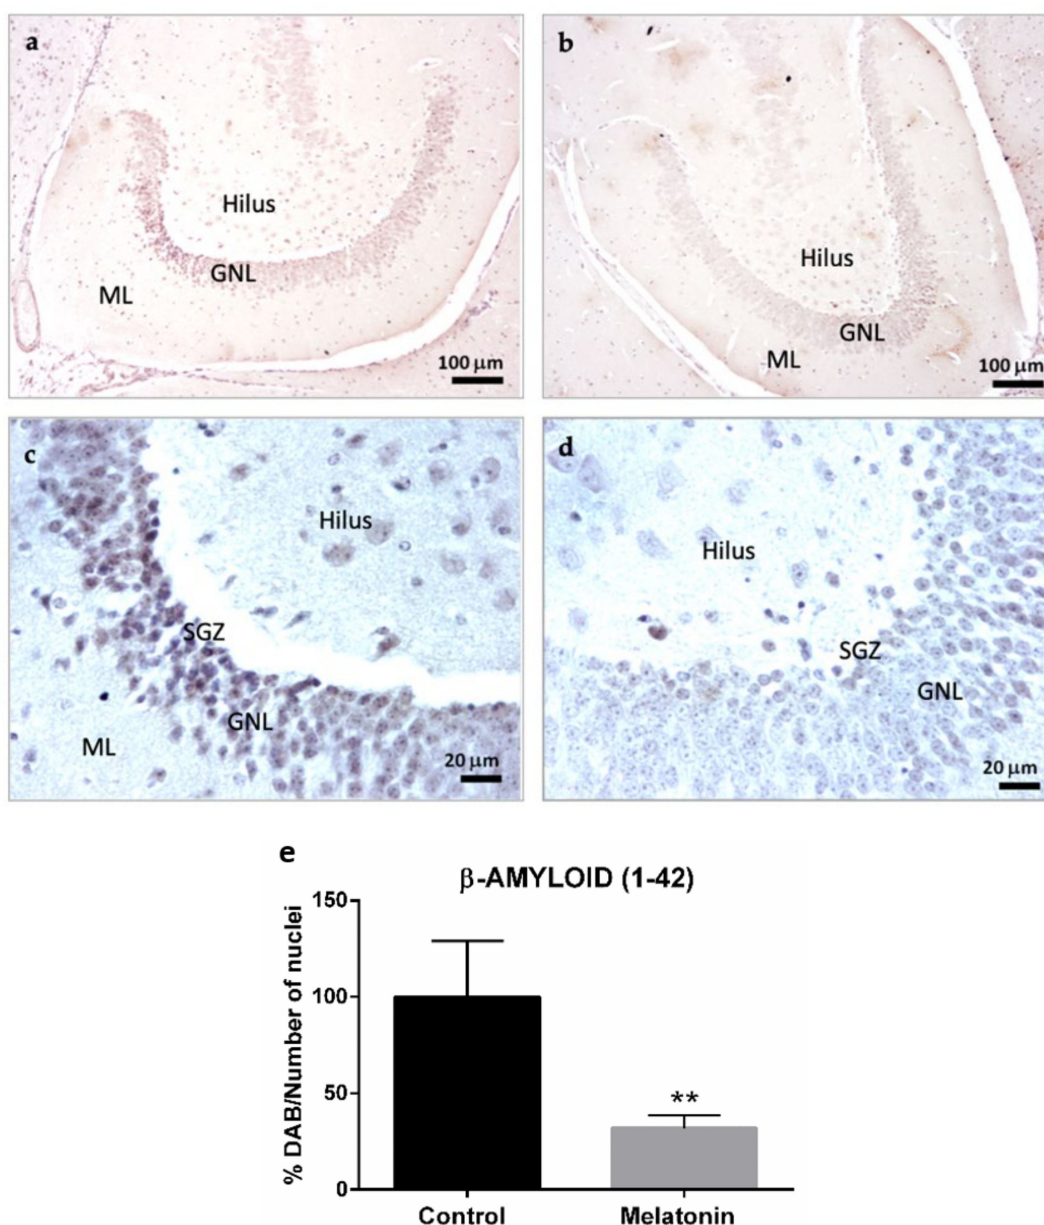 a
Hilus
GNL
ML
100 µm
b
Hilus
GNL
ML
100 µm
c
Hilus
SGZ
GNL
ML
20 µm
d
Hilus
SGZ
GNL
20 µm
e
β-AMYLOID (1-42)
% DAB/Number of nuclei
150
100
50
0
**
Control
Melatonin